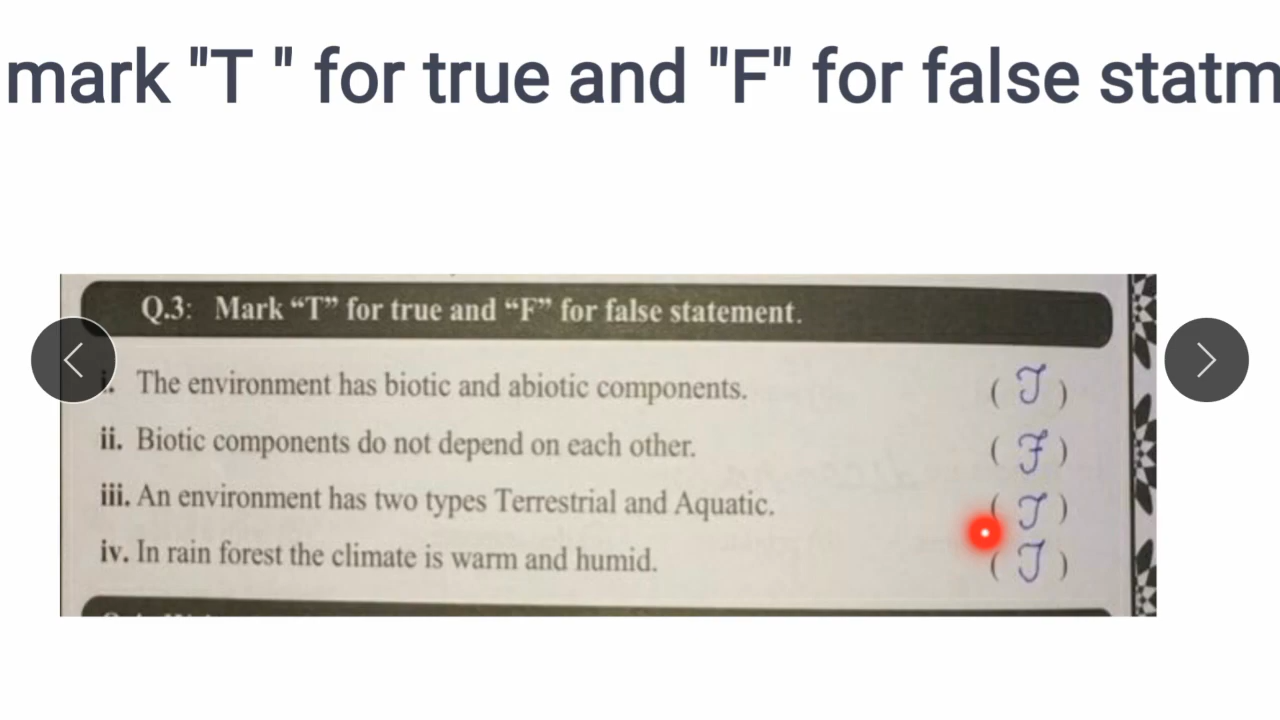 mark "T " for true and "F" for false statm
Q.3: Mark “T” for true and “F” for false statement.
i. The environment has biotic and abiotic components. ( T )
ii. Biotic components do not depend on each other. ( F )
iii. An environment has two types Terrestrial and Aquatic. ( T )
iv. In rain forest the climate is warm and humid. ( T )